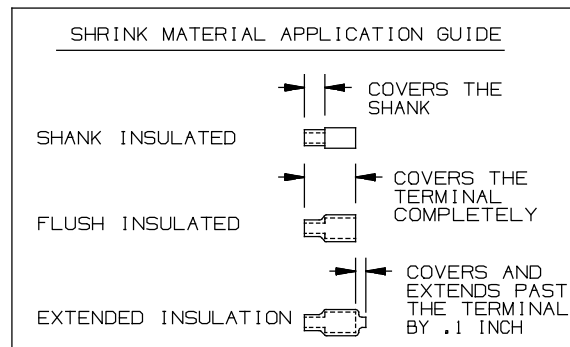 SHRINK MATERIAL APPLICATION GUIDE
COVERS THE
SHANK
SHANK INSULATED
COVERS THE
TERMINAL
COMPLETELY
FLUSH INSULATED
COVERS AND
EXTENDS PAST
THE TERMINAL
BY .1 INCH
EXTENDED INSULATION